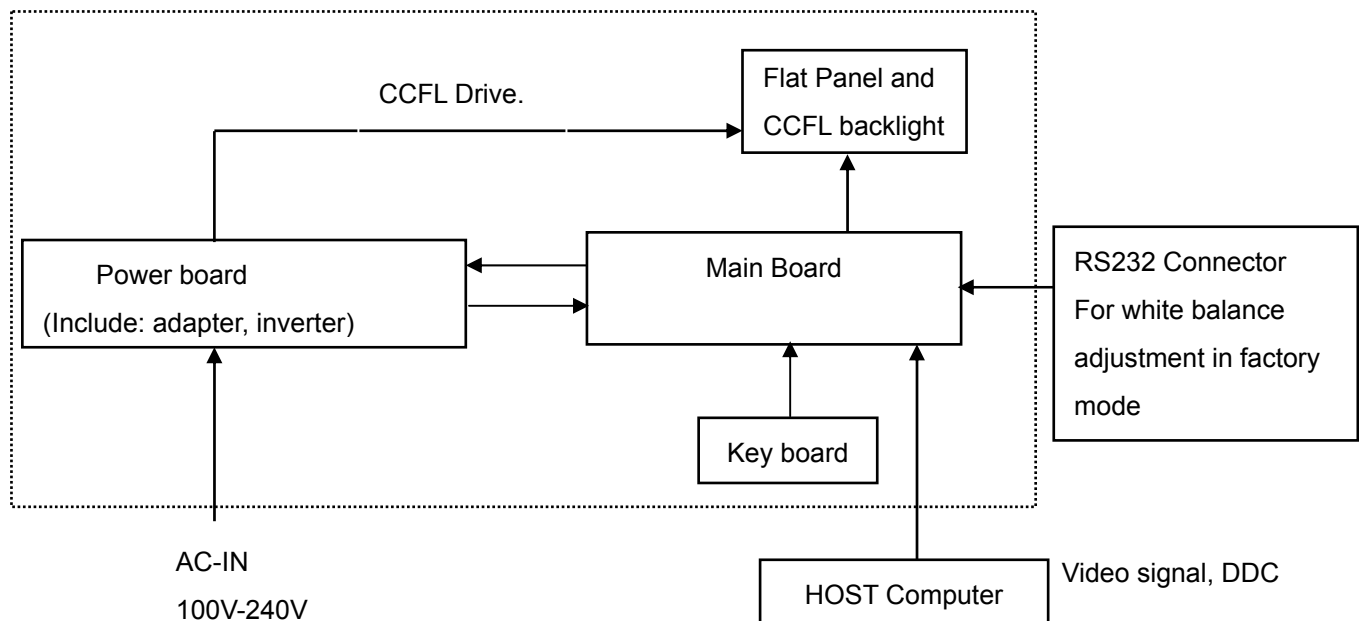 CCFL Drive.
Flat Panel and
CCFL backlight
Power board
(Include: adapter, inverter)
Main Board
RS232 Connector
For white balance
adjustment in factory
mode
Key board
AC-IN
100V-240V
HOST Computer
Video signal, DDC